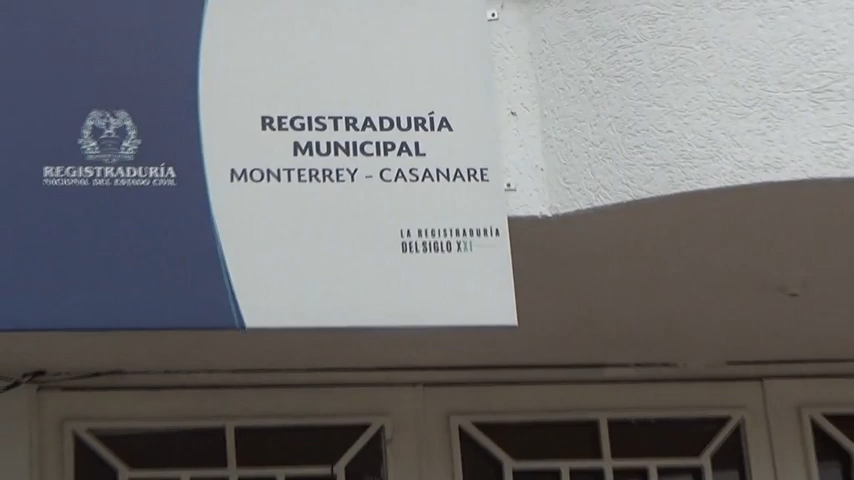 REGISTRADURÍA
NACIONAL DEL ESTADO CIVIL
REGISTRADURÍA
MUNICIPAL
MONTERREY - CASANARE
LA REGISTRADURÍA
DEL SIGLO XXI